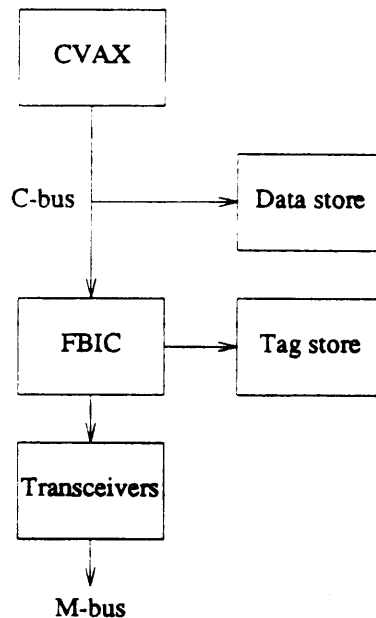 CVAX
C-bus
Data store
FBIC
Tag store
Transceivers
M-bus